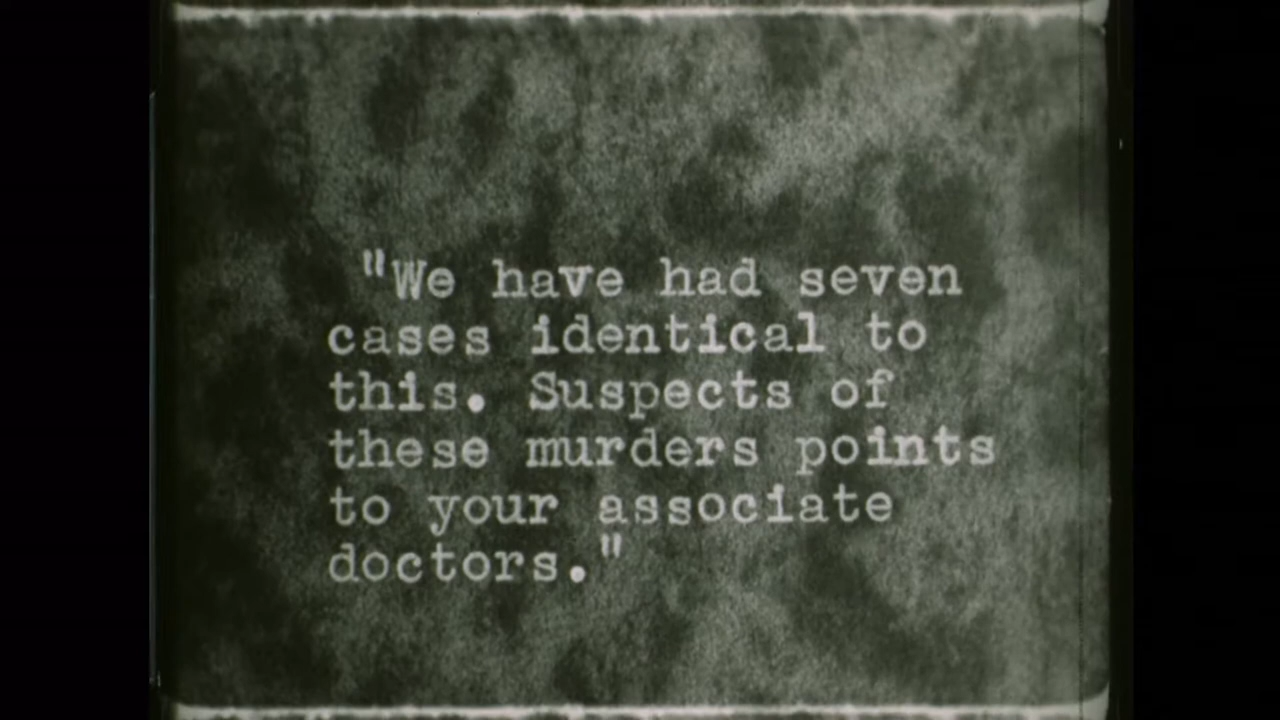 "We have had seven
cases identical to
this. Suspects of
these murders points
to your associate
doctors."